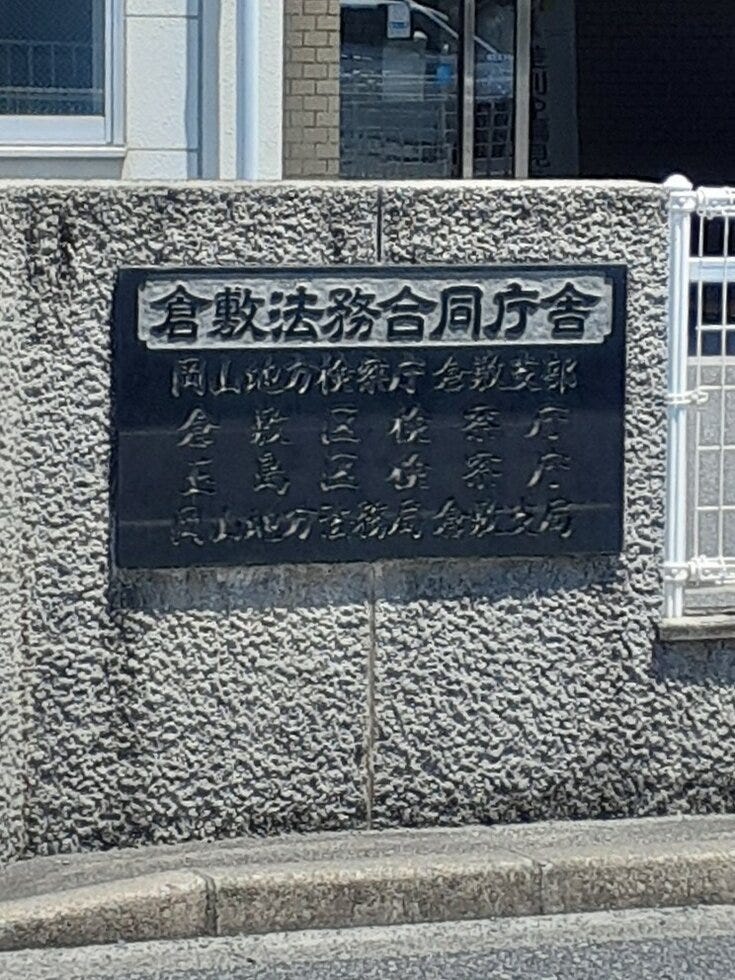 倉敷法務合同庁舎
岡山地方検察庁倉敷支部
倉敷区検察庁
玉島区検察庁
岡山地方法務局倉敷支局